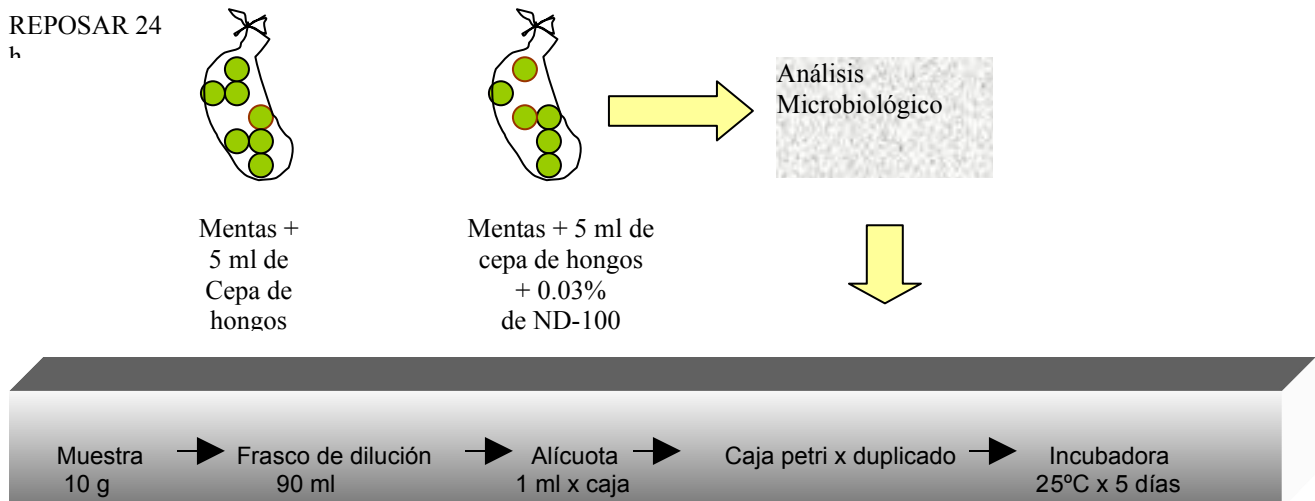 REPOSAR 24
h
Mentas +
5 ml de
Cepa de
hongos
Mentas + 5 ml de
cepa de hongos
+ 0.03%
de ND-100
Análisis
Microbiológico
Muestra
10 g
Frasco de dilución
90 ml
Alícuota
1 ml x caja
Caja petri x duplicado
Incubadora
25ºC x 5 días